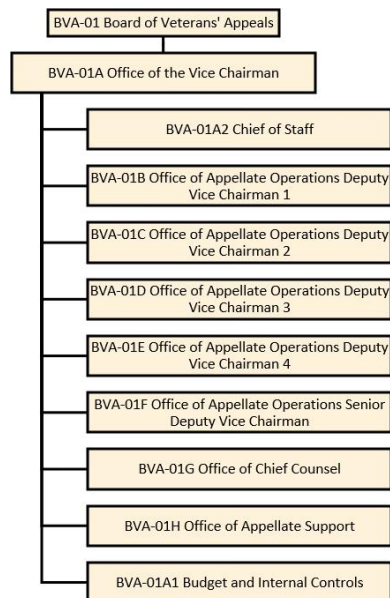 BVA-01 Board of Veterans' Appeals
BVA-01A Office of the Vice Chairman
BVA-01A2 Chief of Staff
BVA-01B Office of Appellate Operations Deputy
Vice Chairman 1
BVA-01C Office of Appellate Operations Deputy
Vice Chairman 2
BVA-01D Office of Appellate Operations Deputy
Vice Chairman 3
BVA-01E Office of Appellate Operations Deputy
Vice Chairman 4
BVA-01F Office of Appellate Operations Senior
Deputy Vice Chairman
BVA-01G Office of Chief Counsel
BVA-01H Office of Appellate Support
BVA-01A1 Budget and Internal Controls